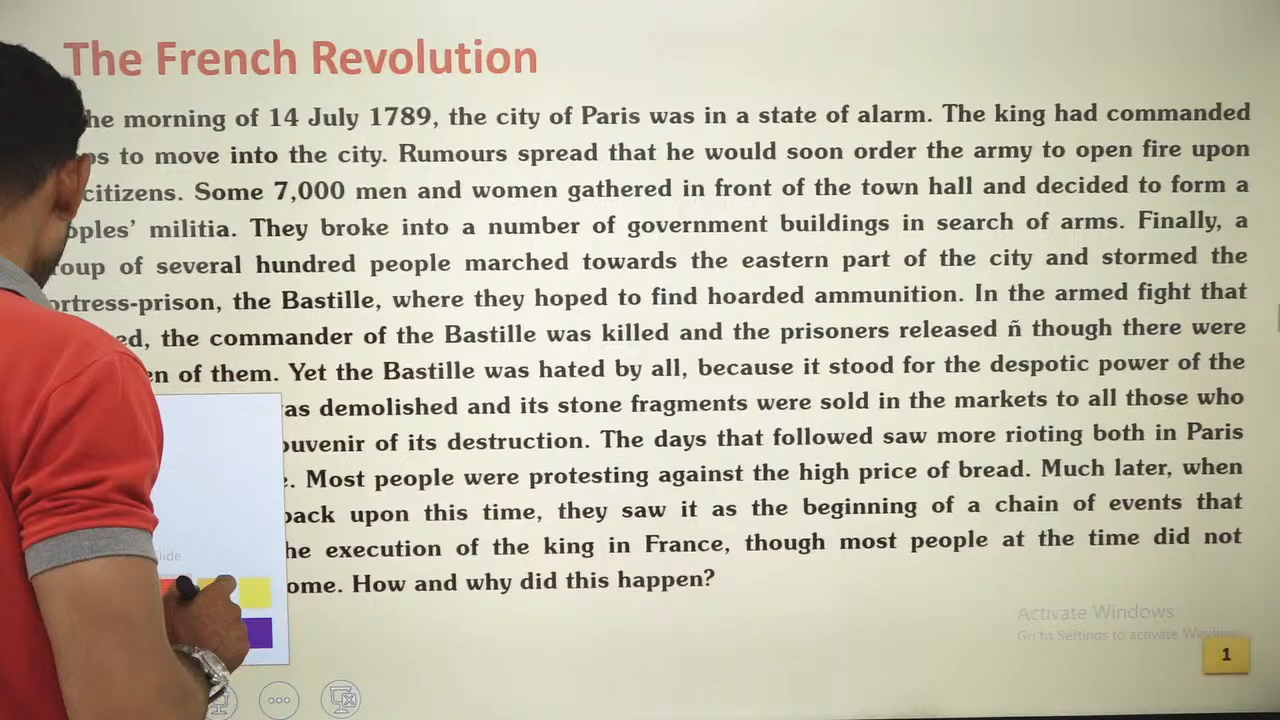 The French Revolution
he morning of 14 July 1789, the city of Paris was in a state of alarm. The king had commanded
ps to move into the city. Rumours spread that he would soon order the army to open fire upon
citizens. Some 7,000 men and women gathered in front of the town hall and decided to form a
oples’ militia. They broke into a number of government buildings in search of arms. Finally, a
roup of several hundred people marched towards the eastern part of the city and stormed the
ortress-prison, the Bastille, where they hoped to find hoarded ammunition. In the armed fight that
ed, the commander of the Bastille was killed and the prisoners released ñ though there were
en of them. Yet the Bastille was hated by all, because it stood for the despotic power of the
as demolished and its stone fragments were sold in the markets to all those who
ouvenir of its destruction. The days that followed saw more rioting both in Paris
e. Most people were protesting against the high price of bread. Much later, when
back upon this time, they saw it as the beginning of a chain of events that
he execution of the king in France, though most people at the time did not
ome. How and why did this happen?
lide
Activate Windows
Go to Settings to activate Windows
1